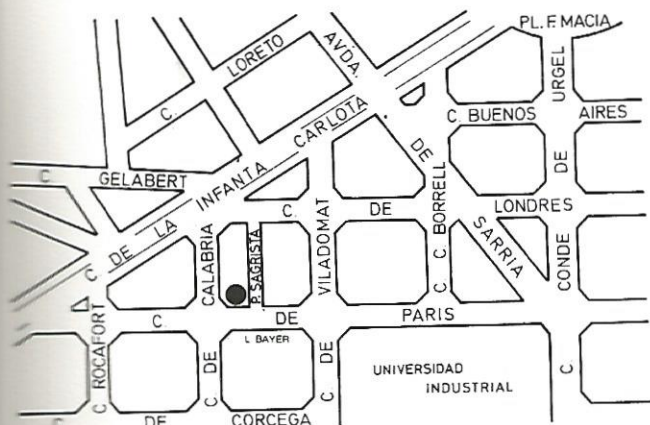 PL. F. MACIA
C. LORETO
AVDA. DE SARRIA
C. DE LA INFANTA CARLOTA
C. BUENOS AIRES
C. CONDE DE URGEL
C. GELABERT
C. DE LONDRES
C. C. BORRELL
C. DE CALABRIA
P. SAGRISTA
C. DE VILADOMAT
C. DE PARIS
C ROCAFORT
L BAYER
UNIVERSIDAD
INDUSTRIAL
C DE CORCEGA